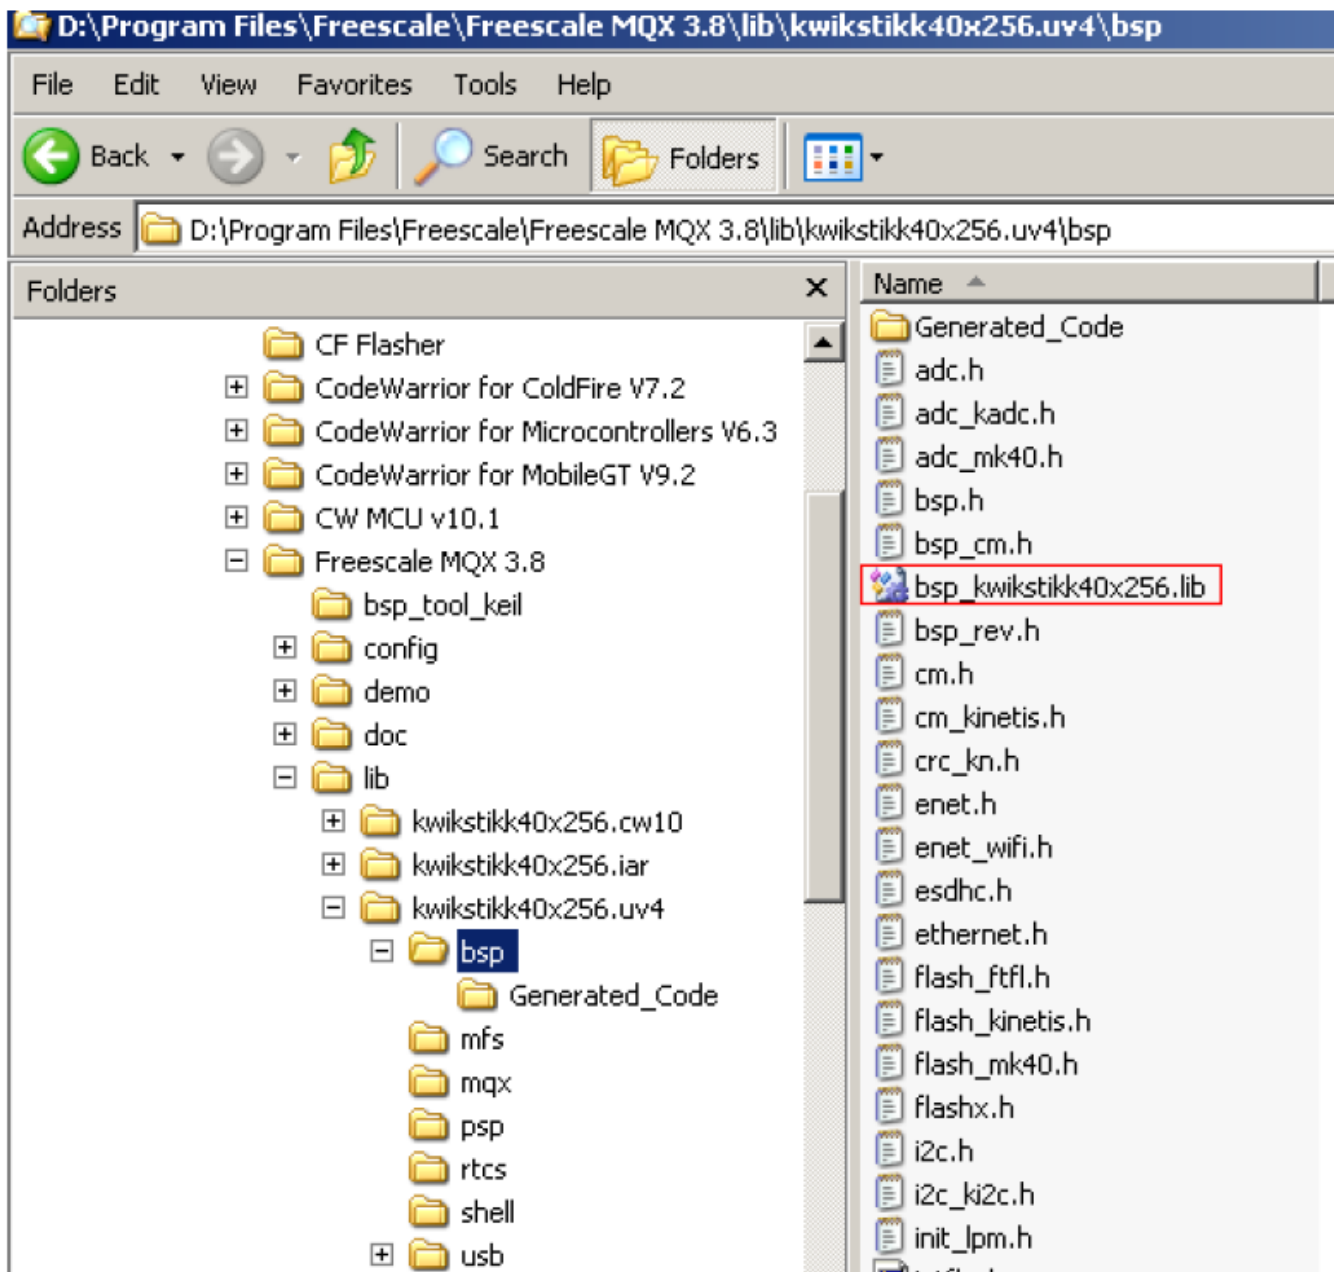 D:\Program Files\Freescale\Freescale MQX 3.8\lib\kwikstikk40x256.uv4\bsp
File Edit View Favorites Tools Help
Back Search Folders
Address D:\Program Files\Freescale\Freescale MQX 3.8\lib\kwikstikk40x256.uv4\bsp
Folders
CF Flasher
CodeWarrior for ColdFire V7.2
CodeWarrior for Microcontrollers V6.3
CodeWarrior for MobileGT V9.2
CW MCU v10.1
Freescale MQX 3.8
bsp_tool_keil
config
demo
doc
lib
kwikstikk40x256.cw10
kwikstikk40x256.iar
kwikstikk40x256.uv4
bsp
Generated_Code
mfs
mqx
psp
rtcs
shell
usb
Name
Generated_Code
adc.h
adc_kadc.h
adc_mk40.h
bsp.h
bsp_cm.h
bsp_kwikstikk40x256.lib
bsp_rev.h
cm.h
cm_kinetis.h
crc_kn.h
enet.h
enet_wifi.h
esdhc.h
ethernet.h
flash_ftfl.h
flash_kinetis.h
flash_mk40.h
flashx.h
i2c.h
i2c_ki2c.h
init_lpm.h